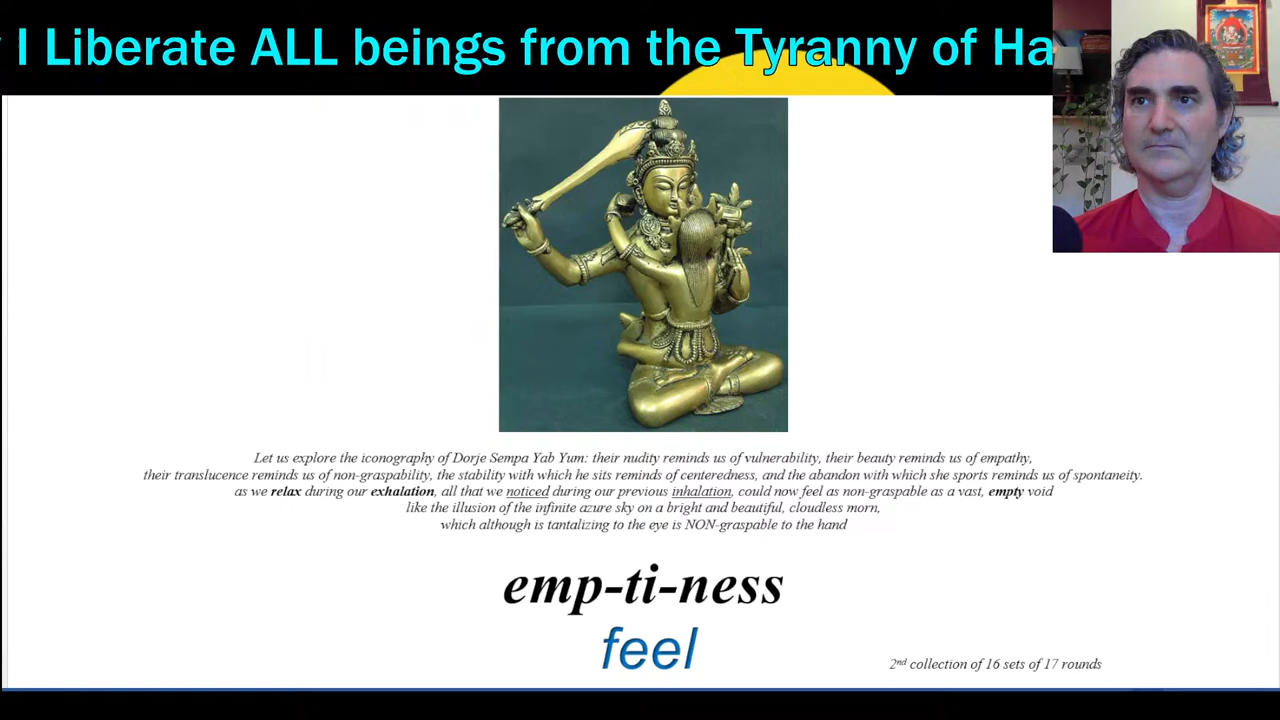 I Liberate ALL beings from the Tyranny of Ha
Let us explore the iconography of Dorje Sempa Yab Yum: their nudity reminds us of vulnerability, their beauty reminds us of empathy,
their translucence reminds us of non-graspability, the stability with which he sits reminds of centeredness, and the abandon with which she sports reminds us of spontaneity.
as we relax during our exhalation, all that we noticed during our previous inhalation, could now feel as non-graspable as a vast, empty void
like the illusion of the infinite azure sky on a bright and beautiful, cloudless morn,
which although is tantalizing to the eye is NON-graspable to the hand
emp-ti-ness
feel
2nd collection of 16 sets of 17 rounds